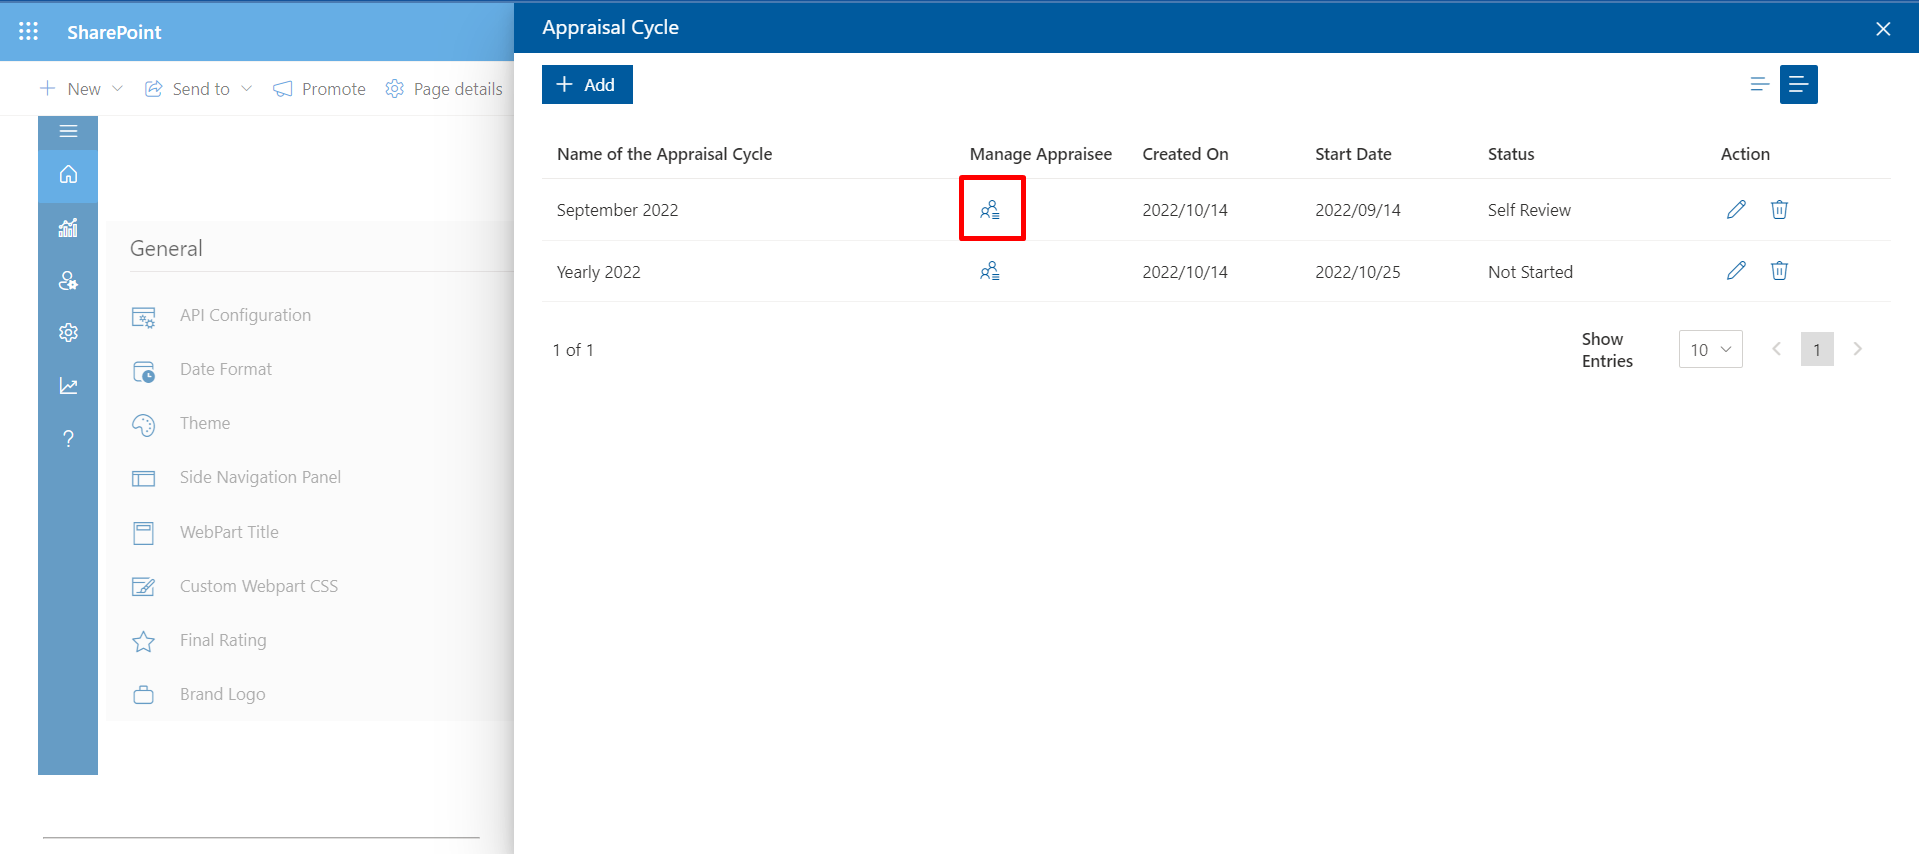 SharePoint
Appraisal Cycle
New
Send to
Promote
Page details
Add
Name of the Appraisal Cycle
Manage Appraisee
Created On
Start Date
Status
Action
September 2022
2022/10/14
2022/09/14
Self Review
Yearly 2022
2022/10/14
2022/10/25
Not Started
1 of 1
Show
Entries
10
1
General
API Configuration
Date Format
Theme
Side Navigation Panel
WebPart Title
Custom Webpart CSS
Final Rating
Brand Logo